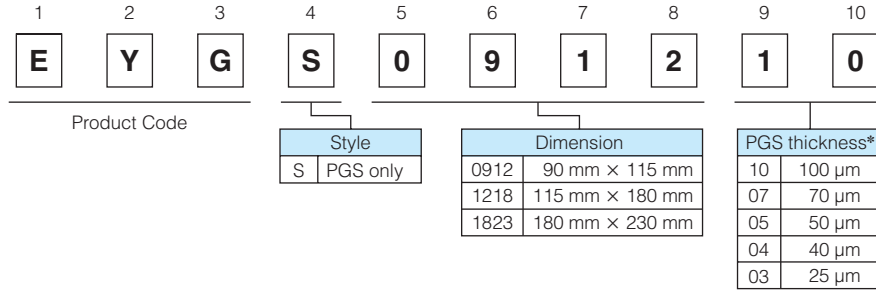 1 2 3 4 5 6 7 8 9 10
E Y G S 0 9 1 2 1 0
Product Code
Style
S PGS only
Dimension
0912 90 mm × 115 mm
1218 115 mm × 180 mm
1823 180 mm × 230 mm
PGS thickness*
10 100 µm
07 70 µm
05 50 µm
04 40 µm
03 25 µm